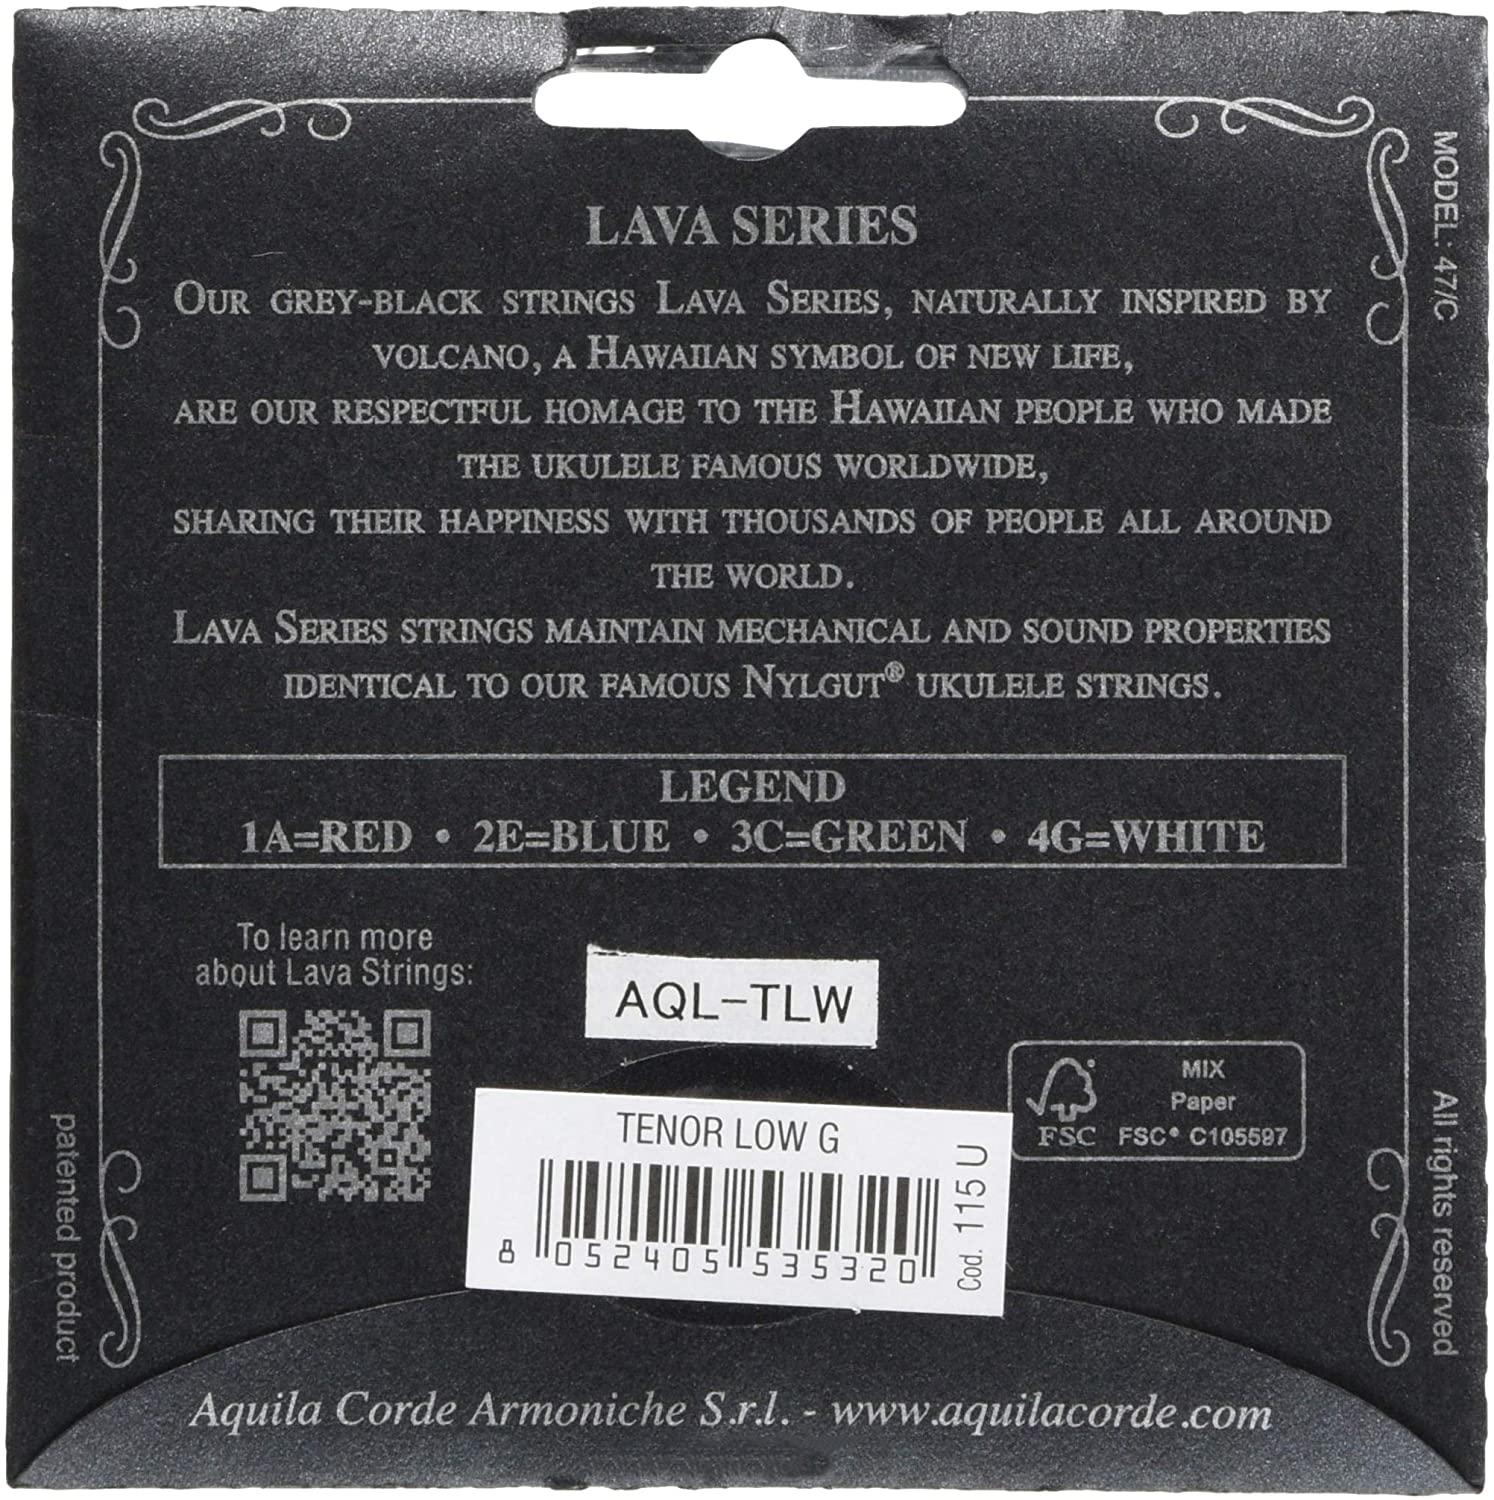 LAVA SERIES
OUR GREY-BLACK STRINGS LAVA SERIES, NATURALLY INSPIRED BY
VOLCANO, A HAWAIIAN SYMBOL OF NEW LIFE,
ARE OUR RESPECTFUL HOMAGE TO THE HAWAIIAN PEOPLE WHO MADE
THE UKULELE FAMOUS WORLDWIDE,
SHARING THEIR HAPPINESS WITH THOUSANDS OF PEOPLE ALL AROUND
THE WORLD.
LAVA SERIES STRINGS MAINTAIN MECHANICAL AND SOUND PROPERTIES
IDENTICAL TO OUR FAMOUS NYLGUT® UKULELE STRINGS.
LEGEND
1A=RED • 2E=BLUE • 3C=GREEN • 4G=WHITE
To learn more
about Lava Strings:
AQL-TLW
TENOR LOW G
8 052405 535320
Cod. 115U
MIX
Paper
FSC FSC® C105597
MODEL: 47/C
All rights reserved
patented product
Aquila Corde Armoniche S.r.l. - www.aquilacorde.com